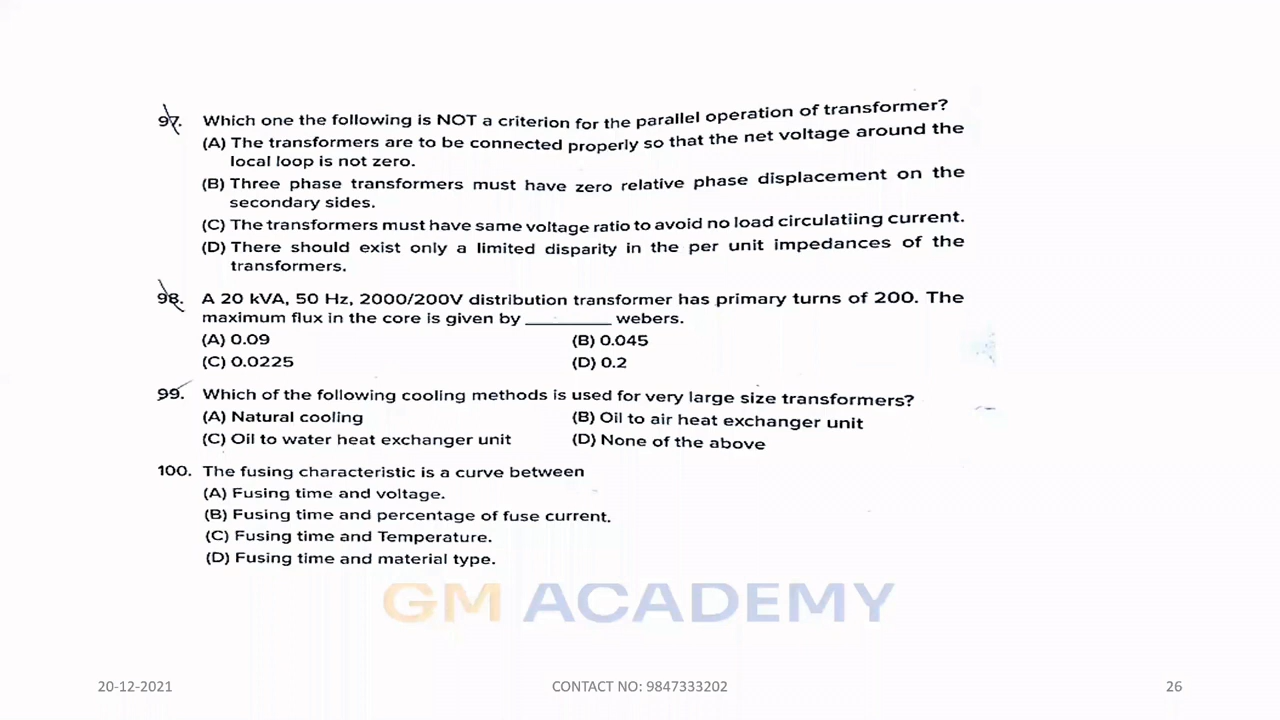 97. Which one the following is NOT a criterion for the parallel operation of transformer?
(A) The transformers are to be connected properly so that the net voltage around the
local loop is not zero.
(B) Three phase transformers must have zero relative phase displacement on the
secondary sides.
(C) The transformers must have same voltage ratio to avoid no load circulatiing current.
(D) There should exist only a limited disparity in the per unit impedances of the
transformers.
98. A 20 kVA, 50 Hz, 2000/200V distribution transformer has primary turns of 200. The
maximum flux in the core is given by ________ webers.
(A) 0.09 (B) 0.045
(C) 0.0225 (D) 0.2
99. Which of the following cooling methods is used for very large size transformers?
(A) Natural cooling (B) Oil to air heat exchanger unit
(C) Oil to water heat exchanger unit (D) None of the above
100. The fusing characteristic is a curve between
(A) Fusing time and voltage.
(B) Fusing time and percentage of fuse current.
(C) Fusing time and Temperature.
(D) Fusing time and material type.
GM ACADEMY
20-12-2021 CONTACT NO: 9847333202 26